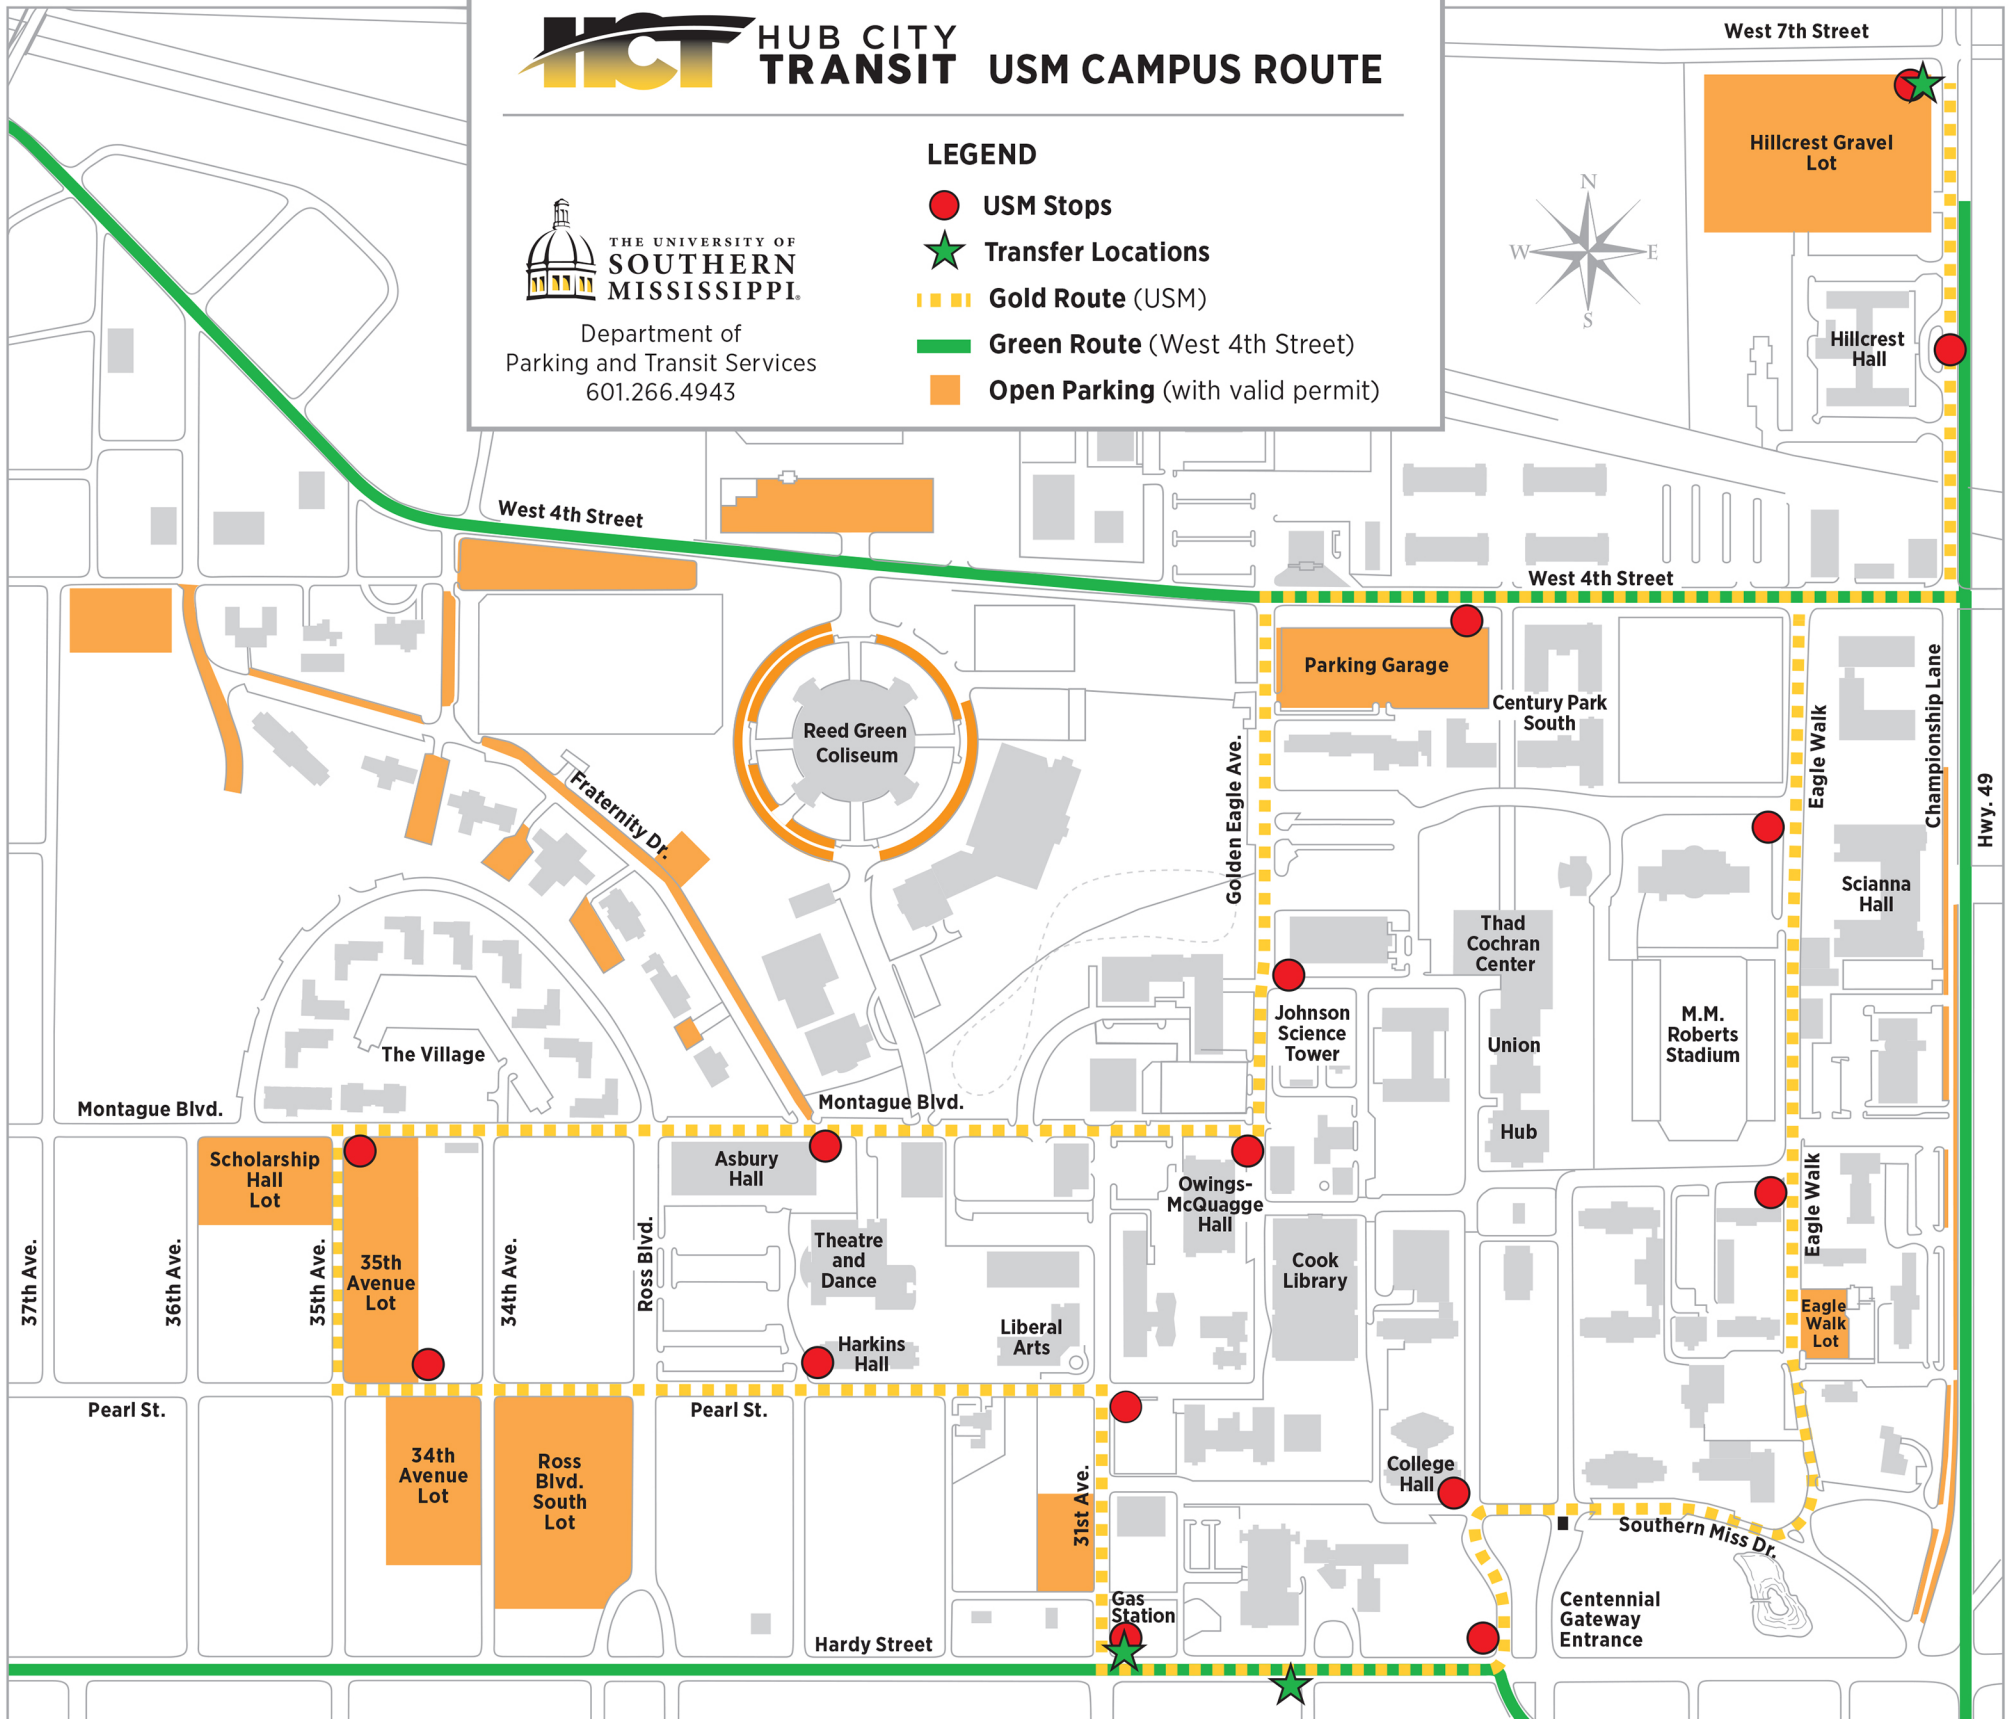 HCT
HUB CITY
TRANSIT
USM CAMPUS ROUTE
LEGEND
USM Stops
Transfer Locations
Gold Route (USM)
Green Route (West 4th Street)
Open Parking (with valid permit)
THE UNIVERSITY OF
SOUTHERN
MISSISSIPPI®
Department of
Parking and Transit Services
601.266.4943
West 7th Street
Hillcrest Gravel
Lot
N
W
E
S
Hillcrest
Hall
West 4th Street
West 4th Street
Parking Garage
Century Park
South
Reed Green
Coliseum
Fraternity Dr.
Golden Eagle Ave.
Eagle Walk
Championship Lane
Hwy. 49
Scianna
Hall
Thad
Cochran
Center
Johnson
Science
Tower
Union
M.M.
Roberts
Stadium
The Village
Montague Blvd.
Montague Blvd.
Hub
Scholarship
Hall
Lot
Asbury
Hall
Owings-
McQuagge
Hall
Eagle Walk
37th Ave.
36th Ave.
35th Ave.
35th
Avenue
Lot
34th Ave.
Ross Blvd.
Theatre
and
Dance
Cook
Library
Eagle
Walk
Lot
Harkins
Hall
Liberal
Arts
Pearl St.
Pearl St.
34th
Avenue
Lot
Ross
Blvd.
South
Lot
31st Ave.
College
Hall
Southern Miss Dr.
Gas
Station
Centennial
Gateway
Entrance
Hardy Street